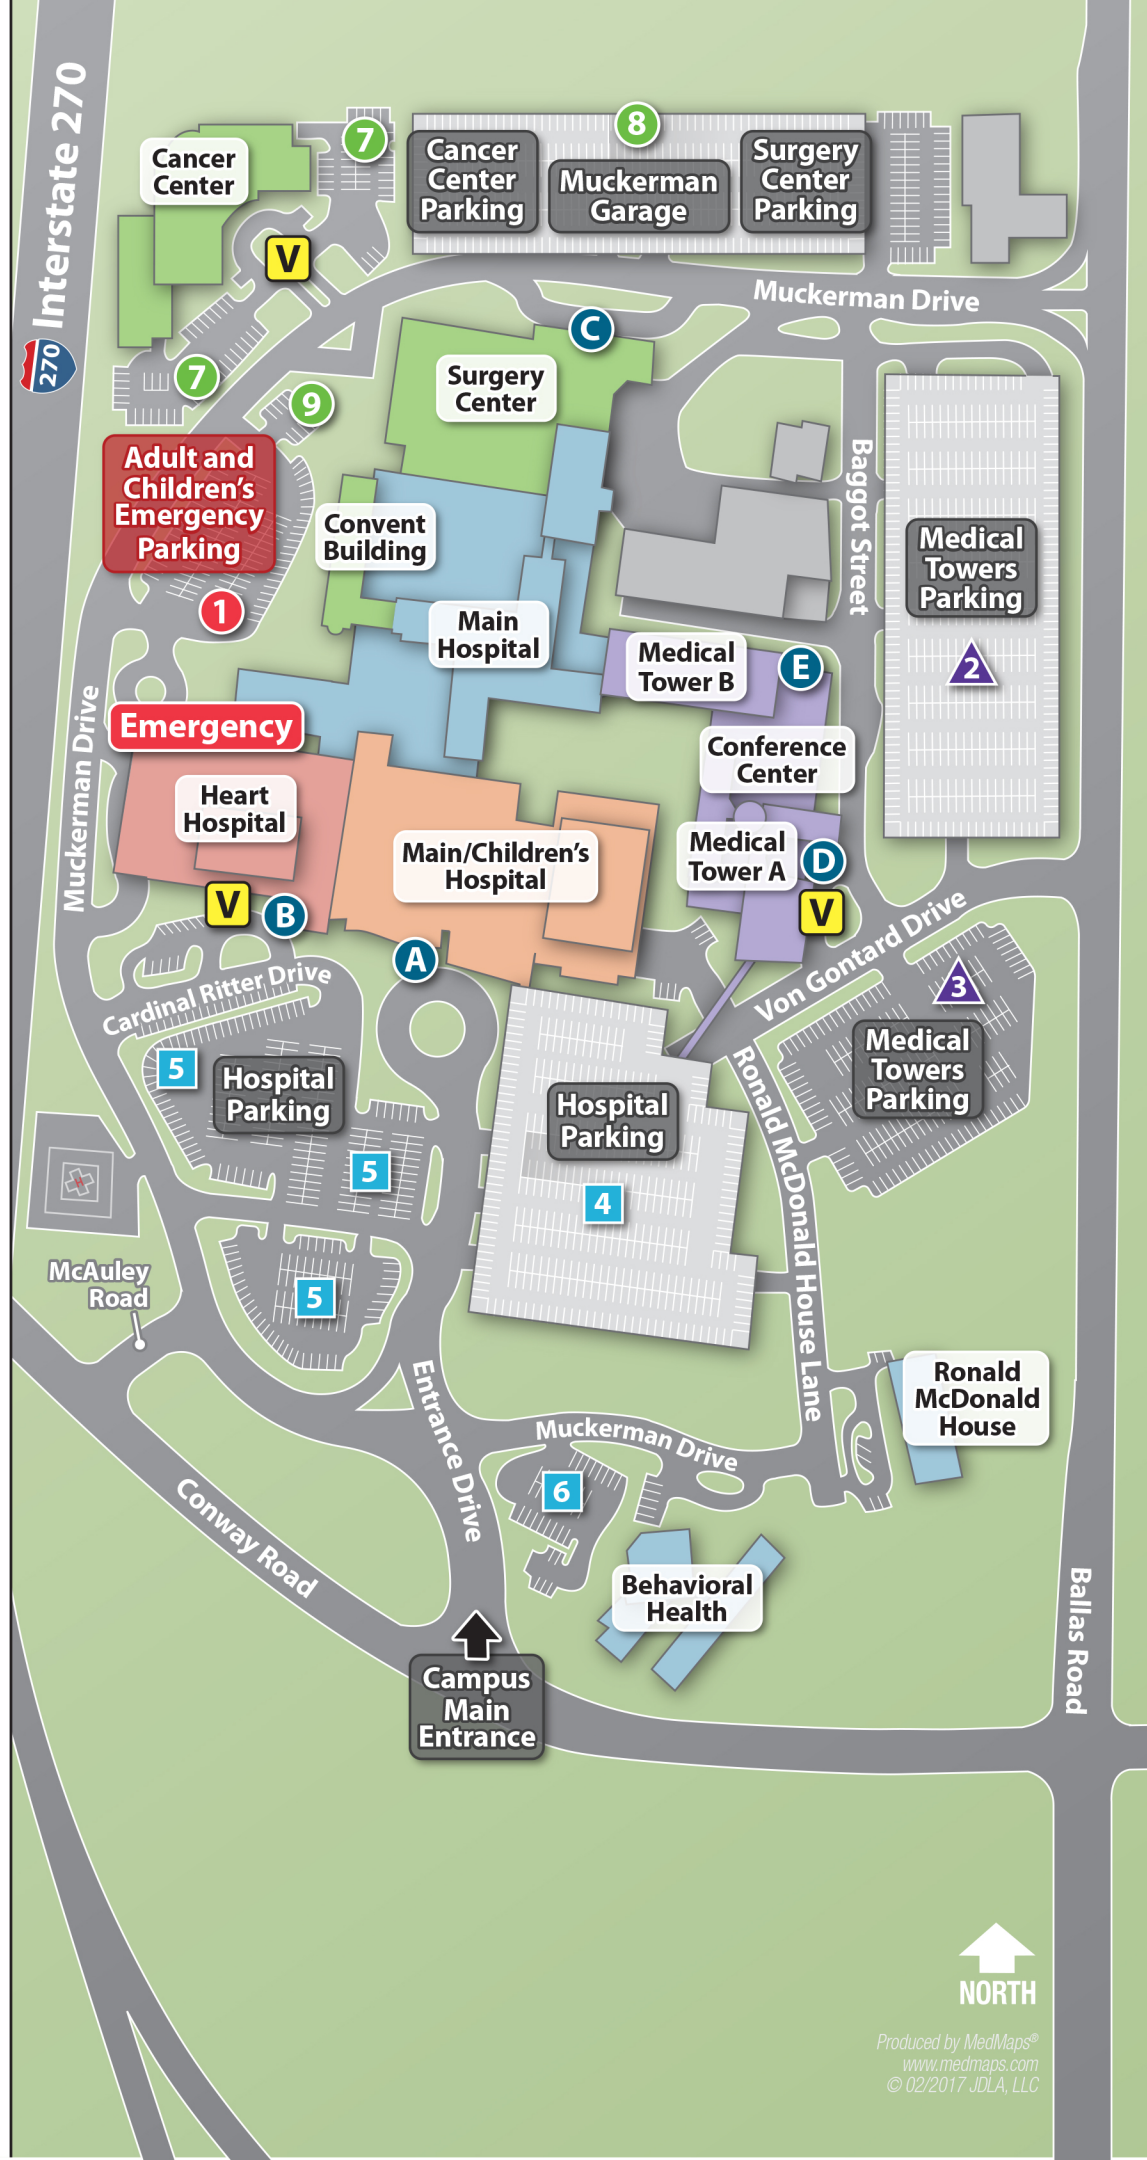 Interstate 270
270
Cancer
Center
7
8
Cancer
Center
Parking
Muckerman
Garage
Surgery
Center
Parking
V
Muckerman Drive
C
7
9
Surgery
Center
Adult and
Children's
Emergency
Parking
1
Convent
Building
Baggot Street
Medical
Towers
Parking
2
Main
Hospital
Medical
Tower B
E
Muckerman Drive
Emergency
Conference
Center
Heart
Hospital
Main/Children's
Hospital
Medical
Tower A
D
V
V
B
A
Von Gontard Drive
Cardinal Ritter Drive
3
Medical
Towers
Parking
5
Hospital
Parking
Hospital
Parking
Ronald McDonald House Lane
5
4
H
McAuley
Road
5
Entrance Drive
Ronald
McDonald
House
Muckerman Drive
6
Conway Road
Behavioral
Health
Ballas Road
Campus
Main
Entrance
NORTH
Produced by MedMaps®
www.medmaps.com
© 02/2017 JDLA, LLC